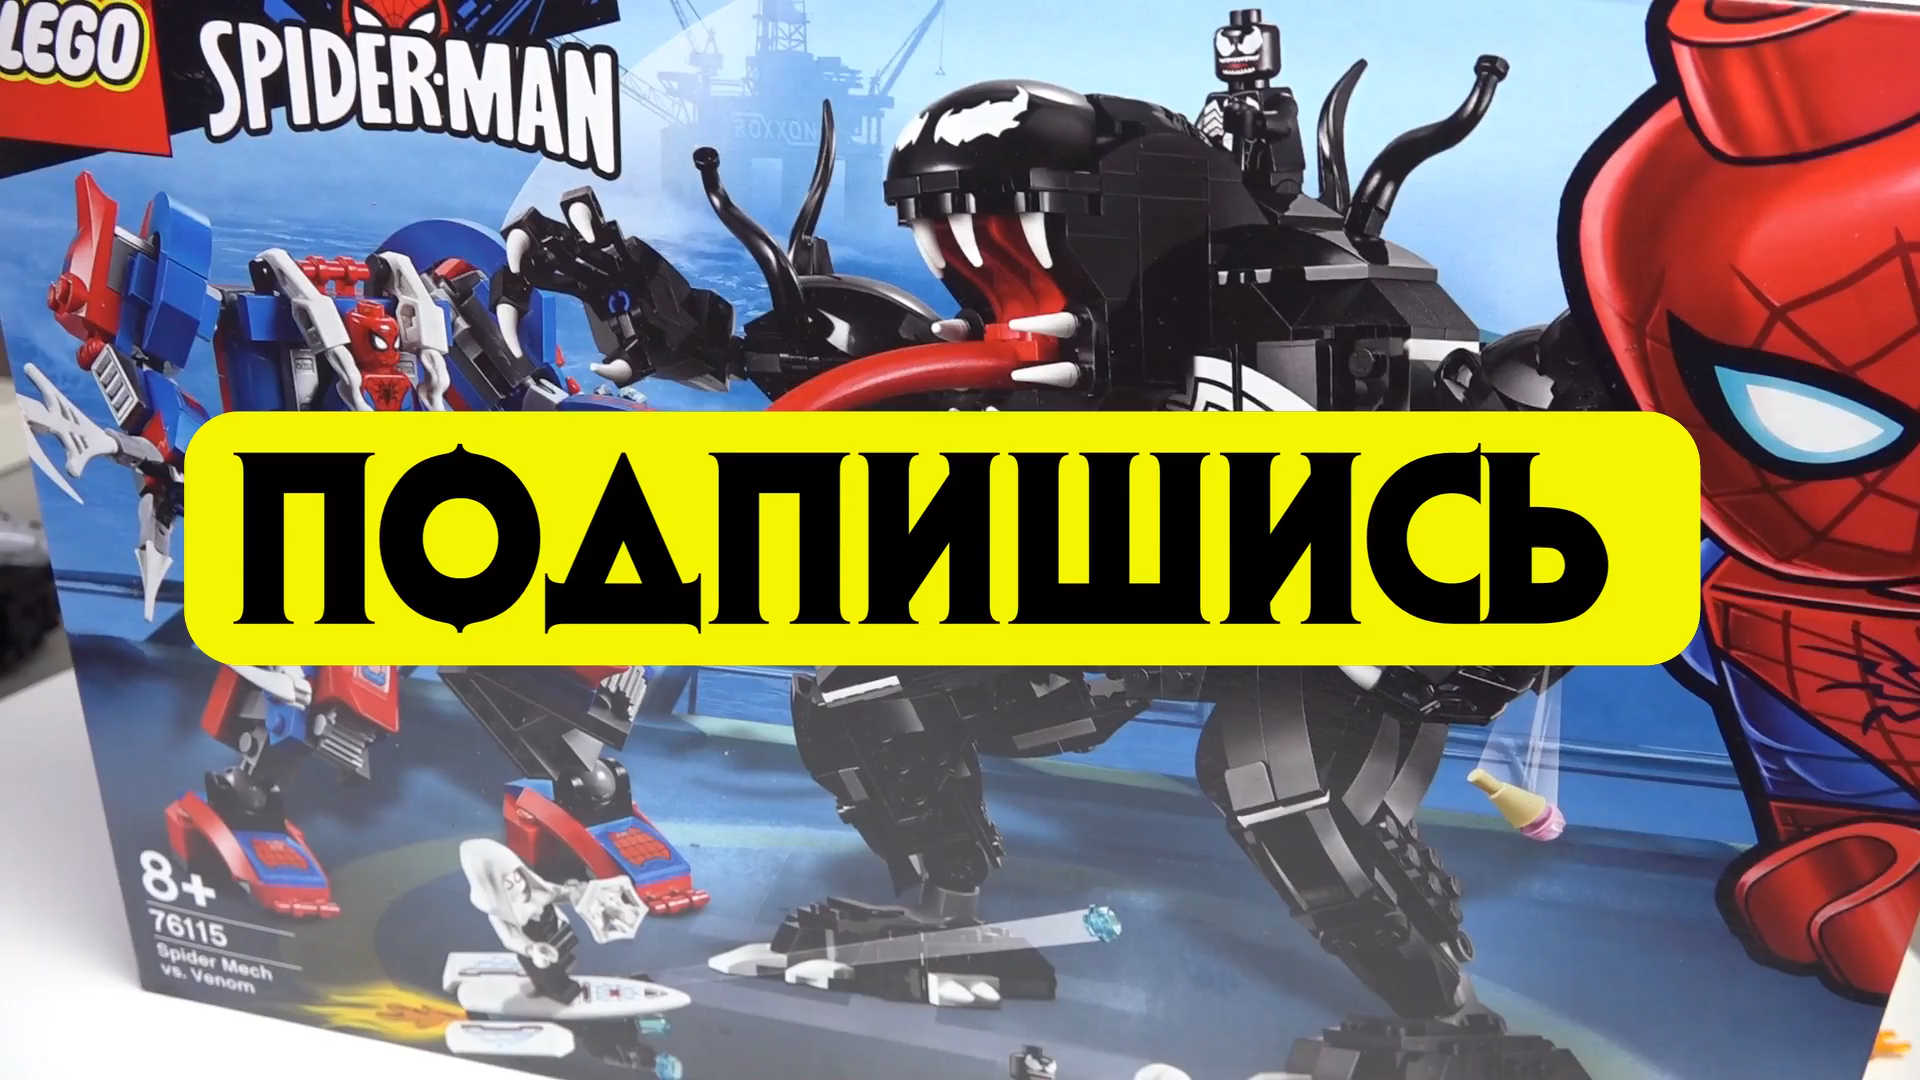 LEGO
SPIDER-MAN
ROXXON
ПОДПИШИСЬ
8+
76115
Spider Mech
vs. Venom